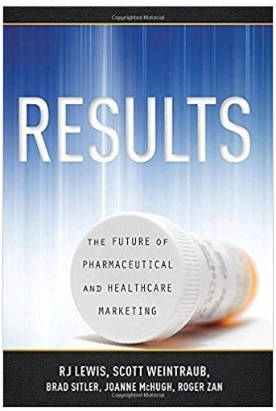 RESULTS
THE FUTURE OF
PHARMACEUTICAL
AND HEALTHCARE
MARKETING
RJ LEWIS, SCOTT WEINTRAUB,
BRAD SITLER, JOANNE McHUGH, ROGER ZAN